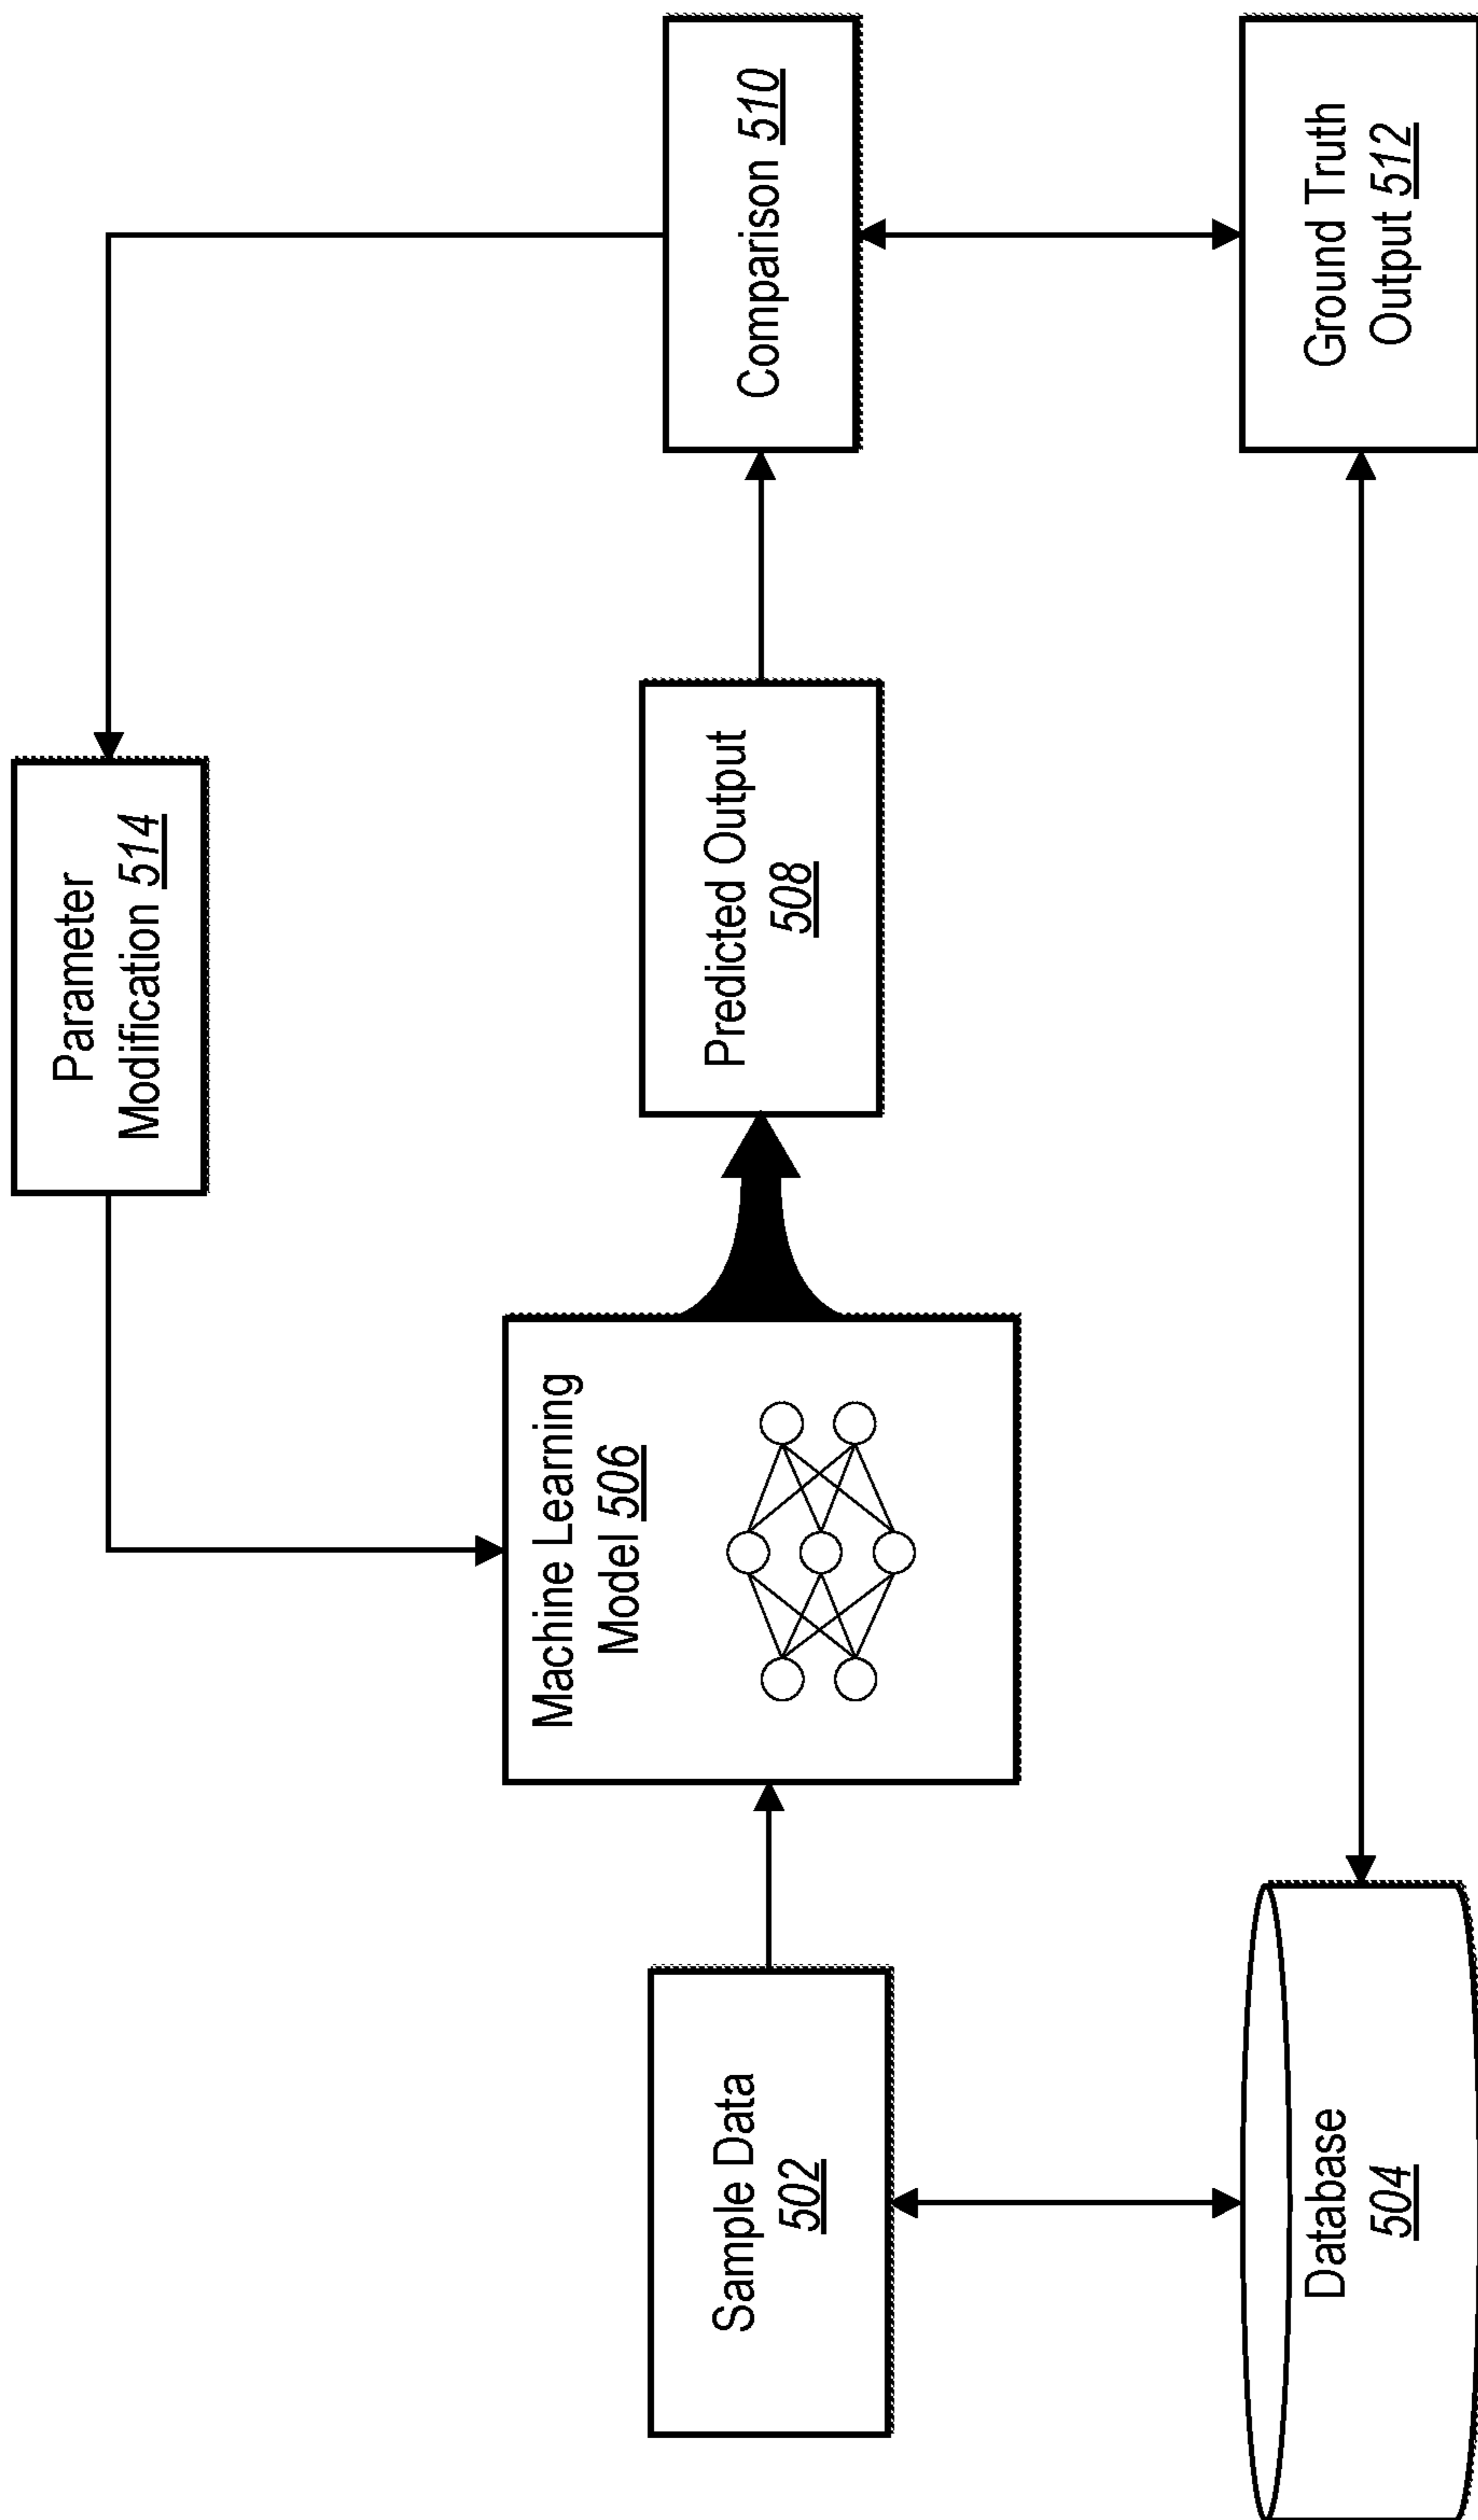 Parameter
Modification 514
Machine Learning
Model 506
Sample Data
502
Predicted Output
508
Comparison 510
Database
504
Ground Truth
Output 512